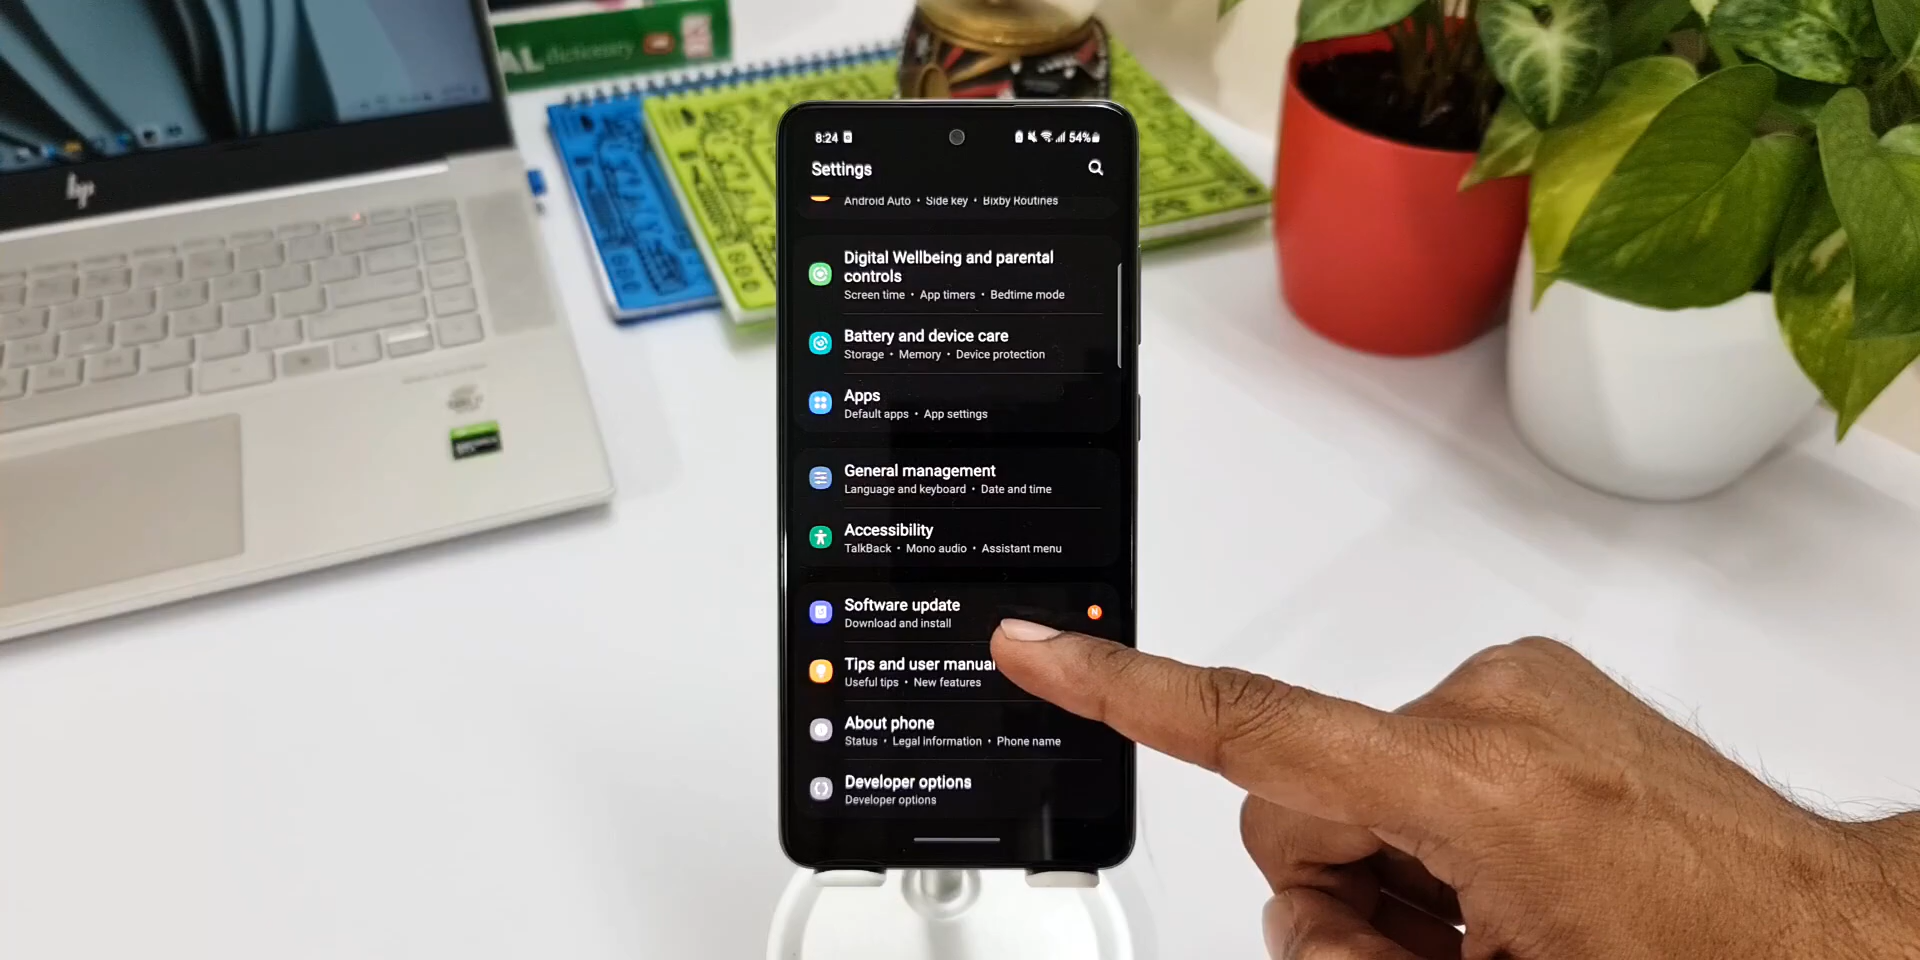 AL dictionary
hp
8:24
54%
Settings
Android Auto • Side key • Bixby Routines
Digital Wellbeing and parental
controls
Screen time • App timers • Bedtime mode
Battery and device care
Storage • Memory • Device protection
Apps
Default apps • App settings
General management
Language and keyboard • Date and time
Accessibility
TalkBack • Mono audio • Assistant menu
Software update
N
Download and install
Tips and user manual
Useful tips • New features
About phone
Status • Legal information • Phone name
Developer options
Developer options